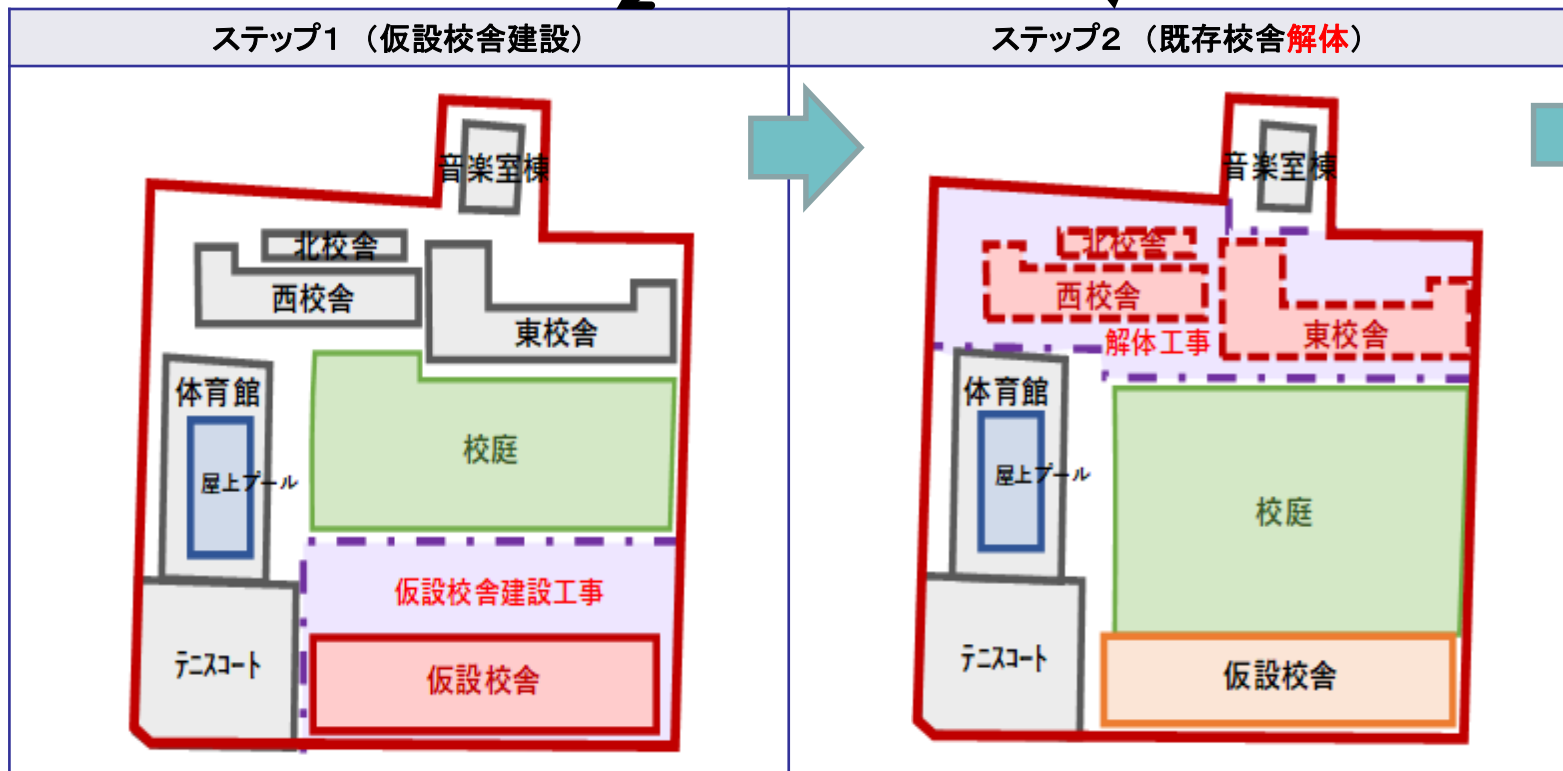 ステップ1 （仮設校舎建設）
音楽室棟
北校舎
西校舎
東校舎
体育館
屋上プール
校庭
仮設校舎建設工事
テニスコート
仮設校舎
ステップ2 （既存校舎解体）
音楽室棟
北校舎
西校舎
東校舎
解体工事
体育館
屋上プール
校庭
テニスコート
仮設校舎